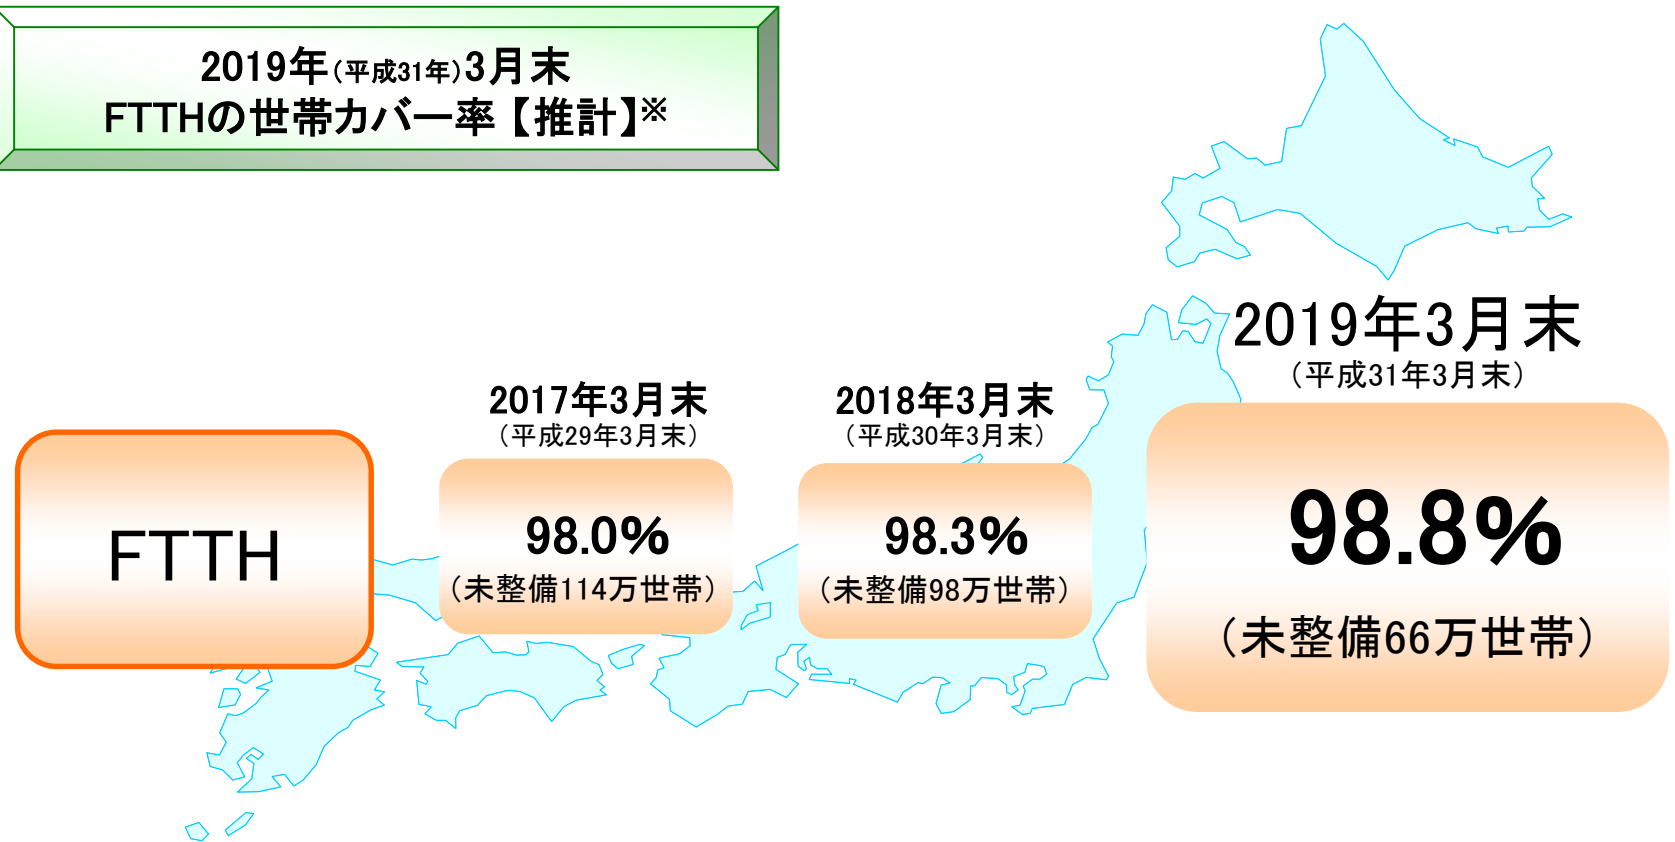 2019年(平成31年)3月末
FTTHの世帯カバー率【推計】※
FTTH
2017年3月末
(平成29年3月末)
98.0%
(未整備114万世帯)
2018年3月末
(平成30年3月末)
98.3%
(未整備98万世帯)
2019年3月末
(平成31年3月末)
98.8%
(未整備66万世帯)